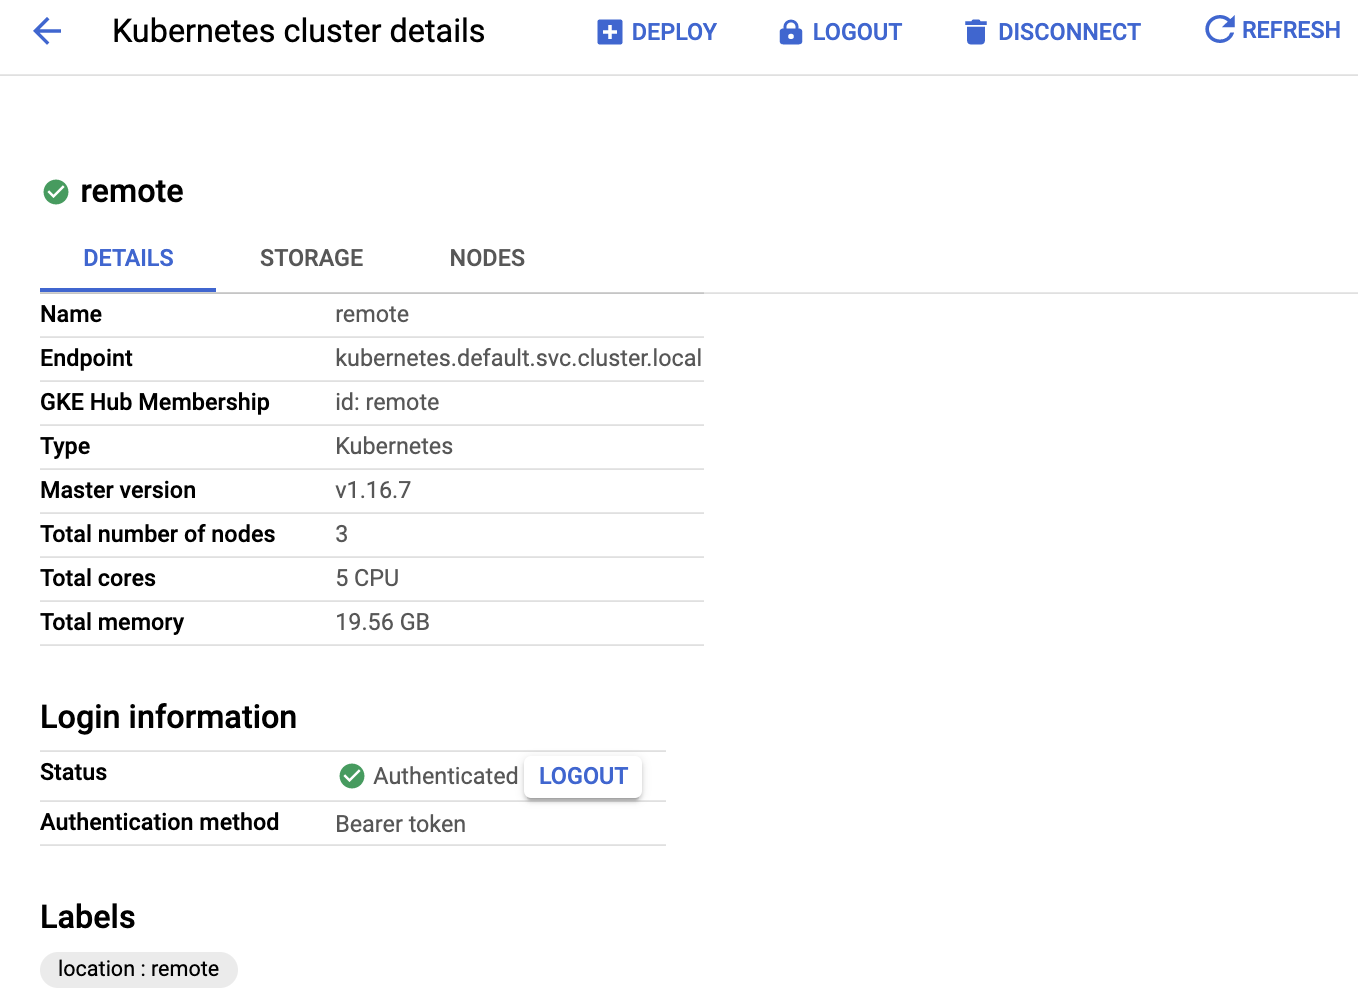 Kubernetes cluster details DEPLOY LOGOUT DISCONNECT REFRESH
remote
DETAILS STORAGE NODES
Name remote
Endpoint kubernetes.default.svc.cluster.local
GKE Hub Membership id: remote
Type Kubernetes
Master version v1.16.7
Total number of nodes 3
Total cores 5 CPU
Total memory 19.56 GB
Login information
Status Authenticated LOGOUT
Authentication method Bearer token
Labels
location : remote